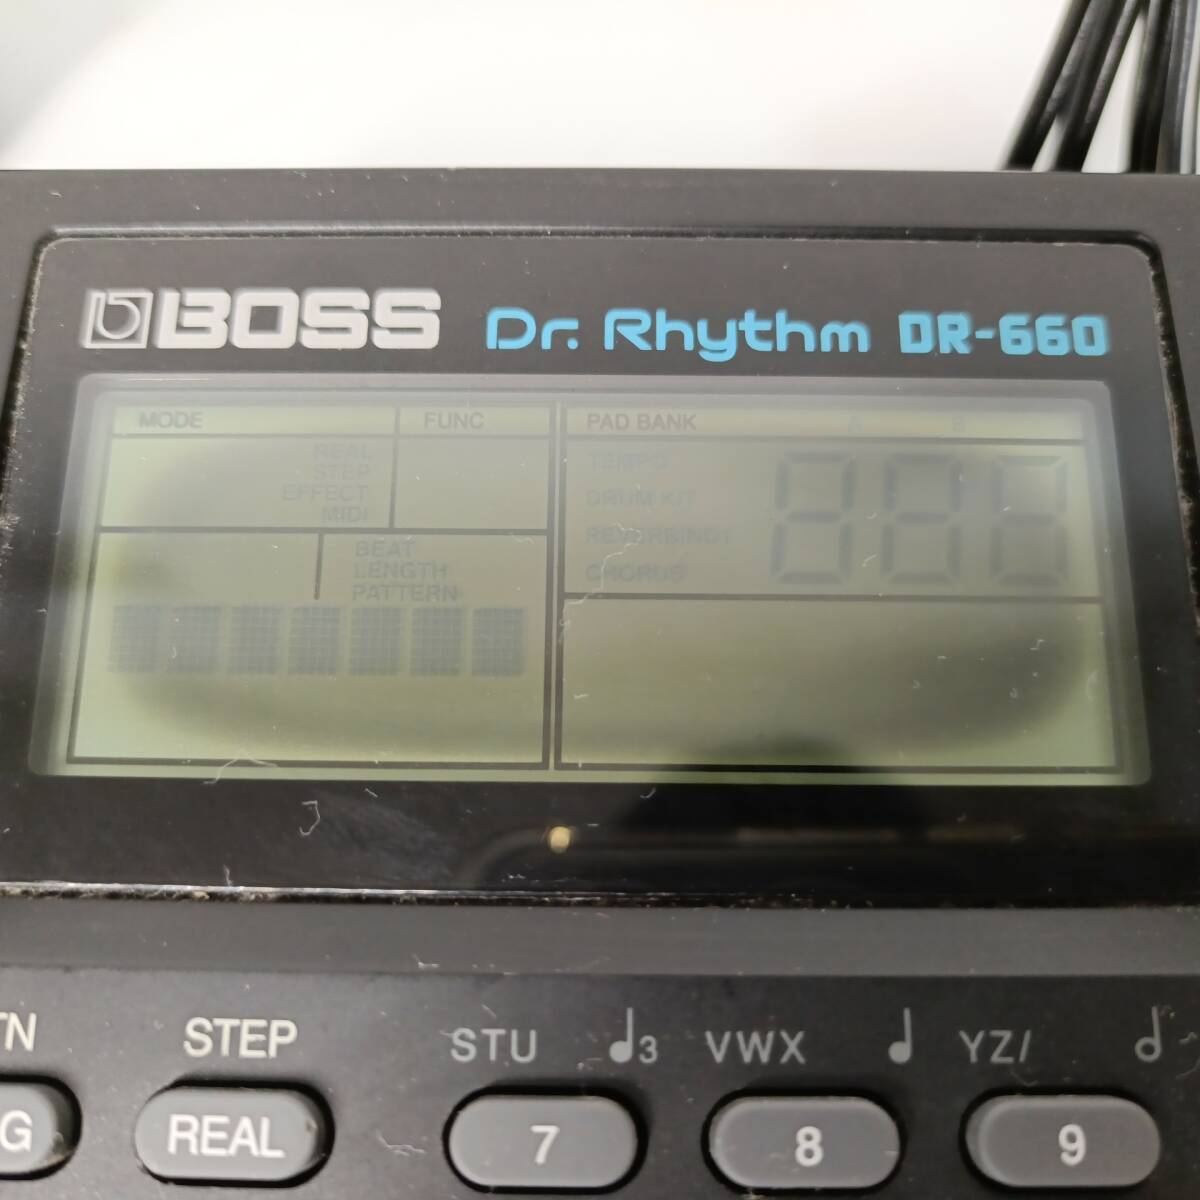 BOSS Dr. Rhythm DR-660
MODE FUNC PAD BANK A B
REAL
STEP
EFFECT
MIDI
TEMPO
DRUM KIT
CHORUS
BEAT
LENGTH
PATTERN
STEP STU 3 VWX YZ/
REAL 7 8 9